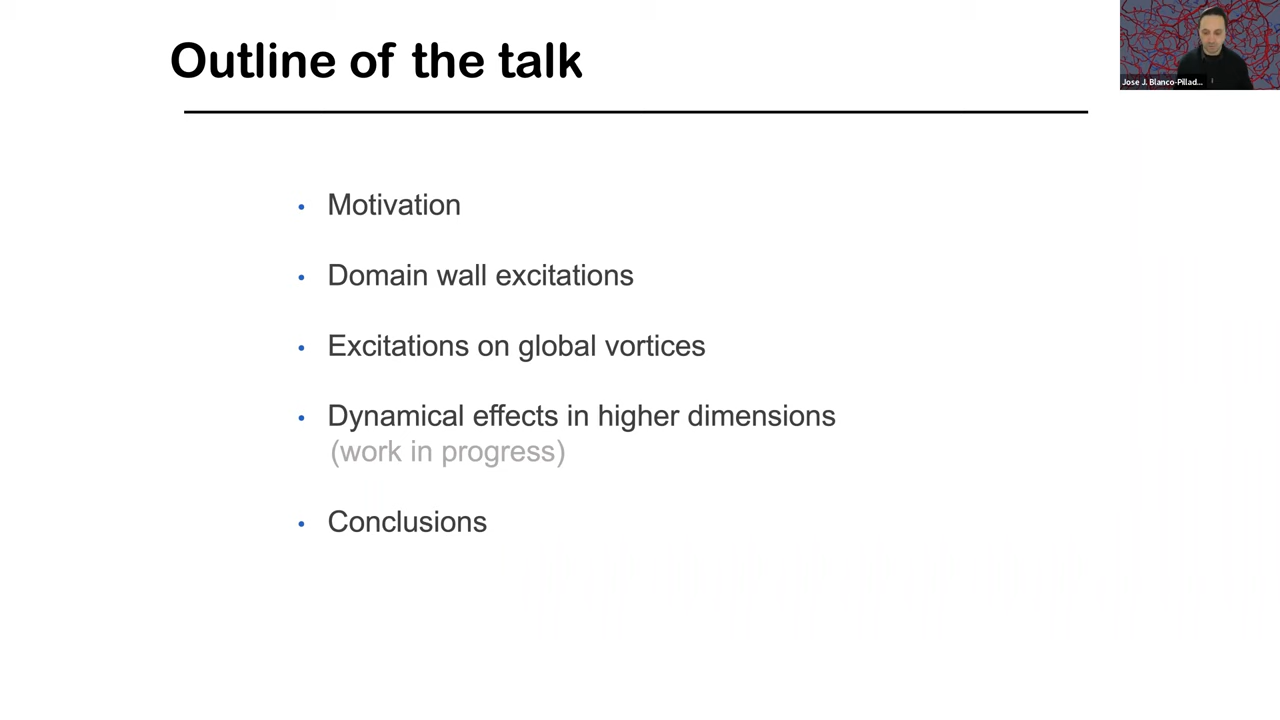 Outline of the talk
Jose J. Blanco-Pillad...
• Motivation
• Domain wall excitations
• Excitations on global vortices
• Dynamical effects in higher dimensions
(work in progress)
• Conclusions